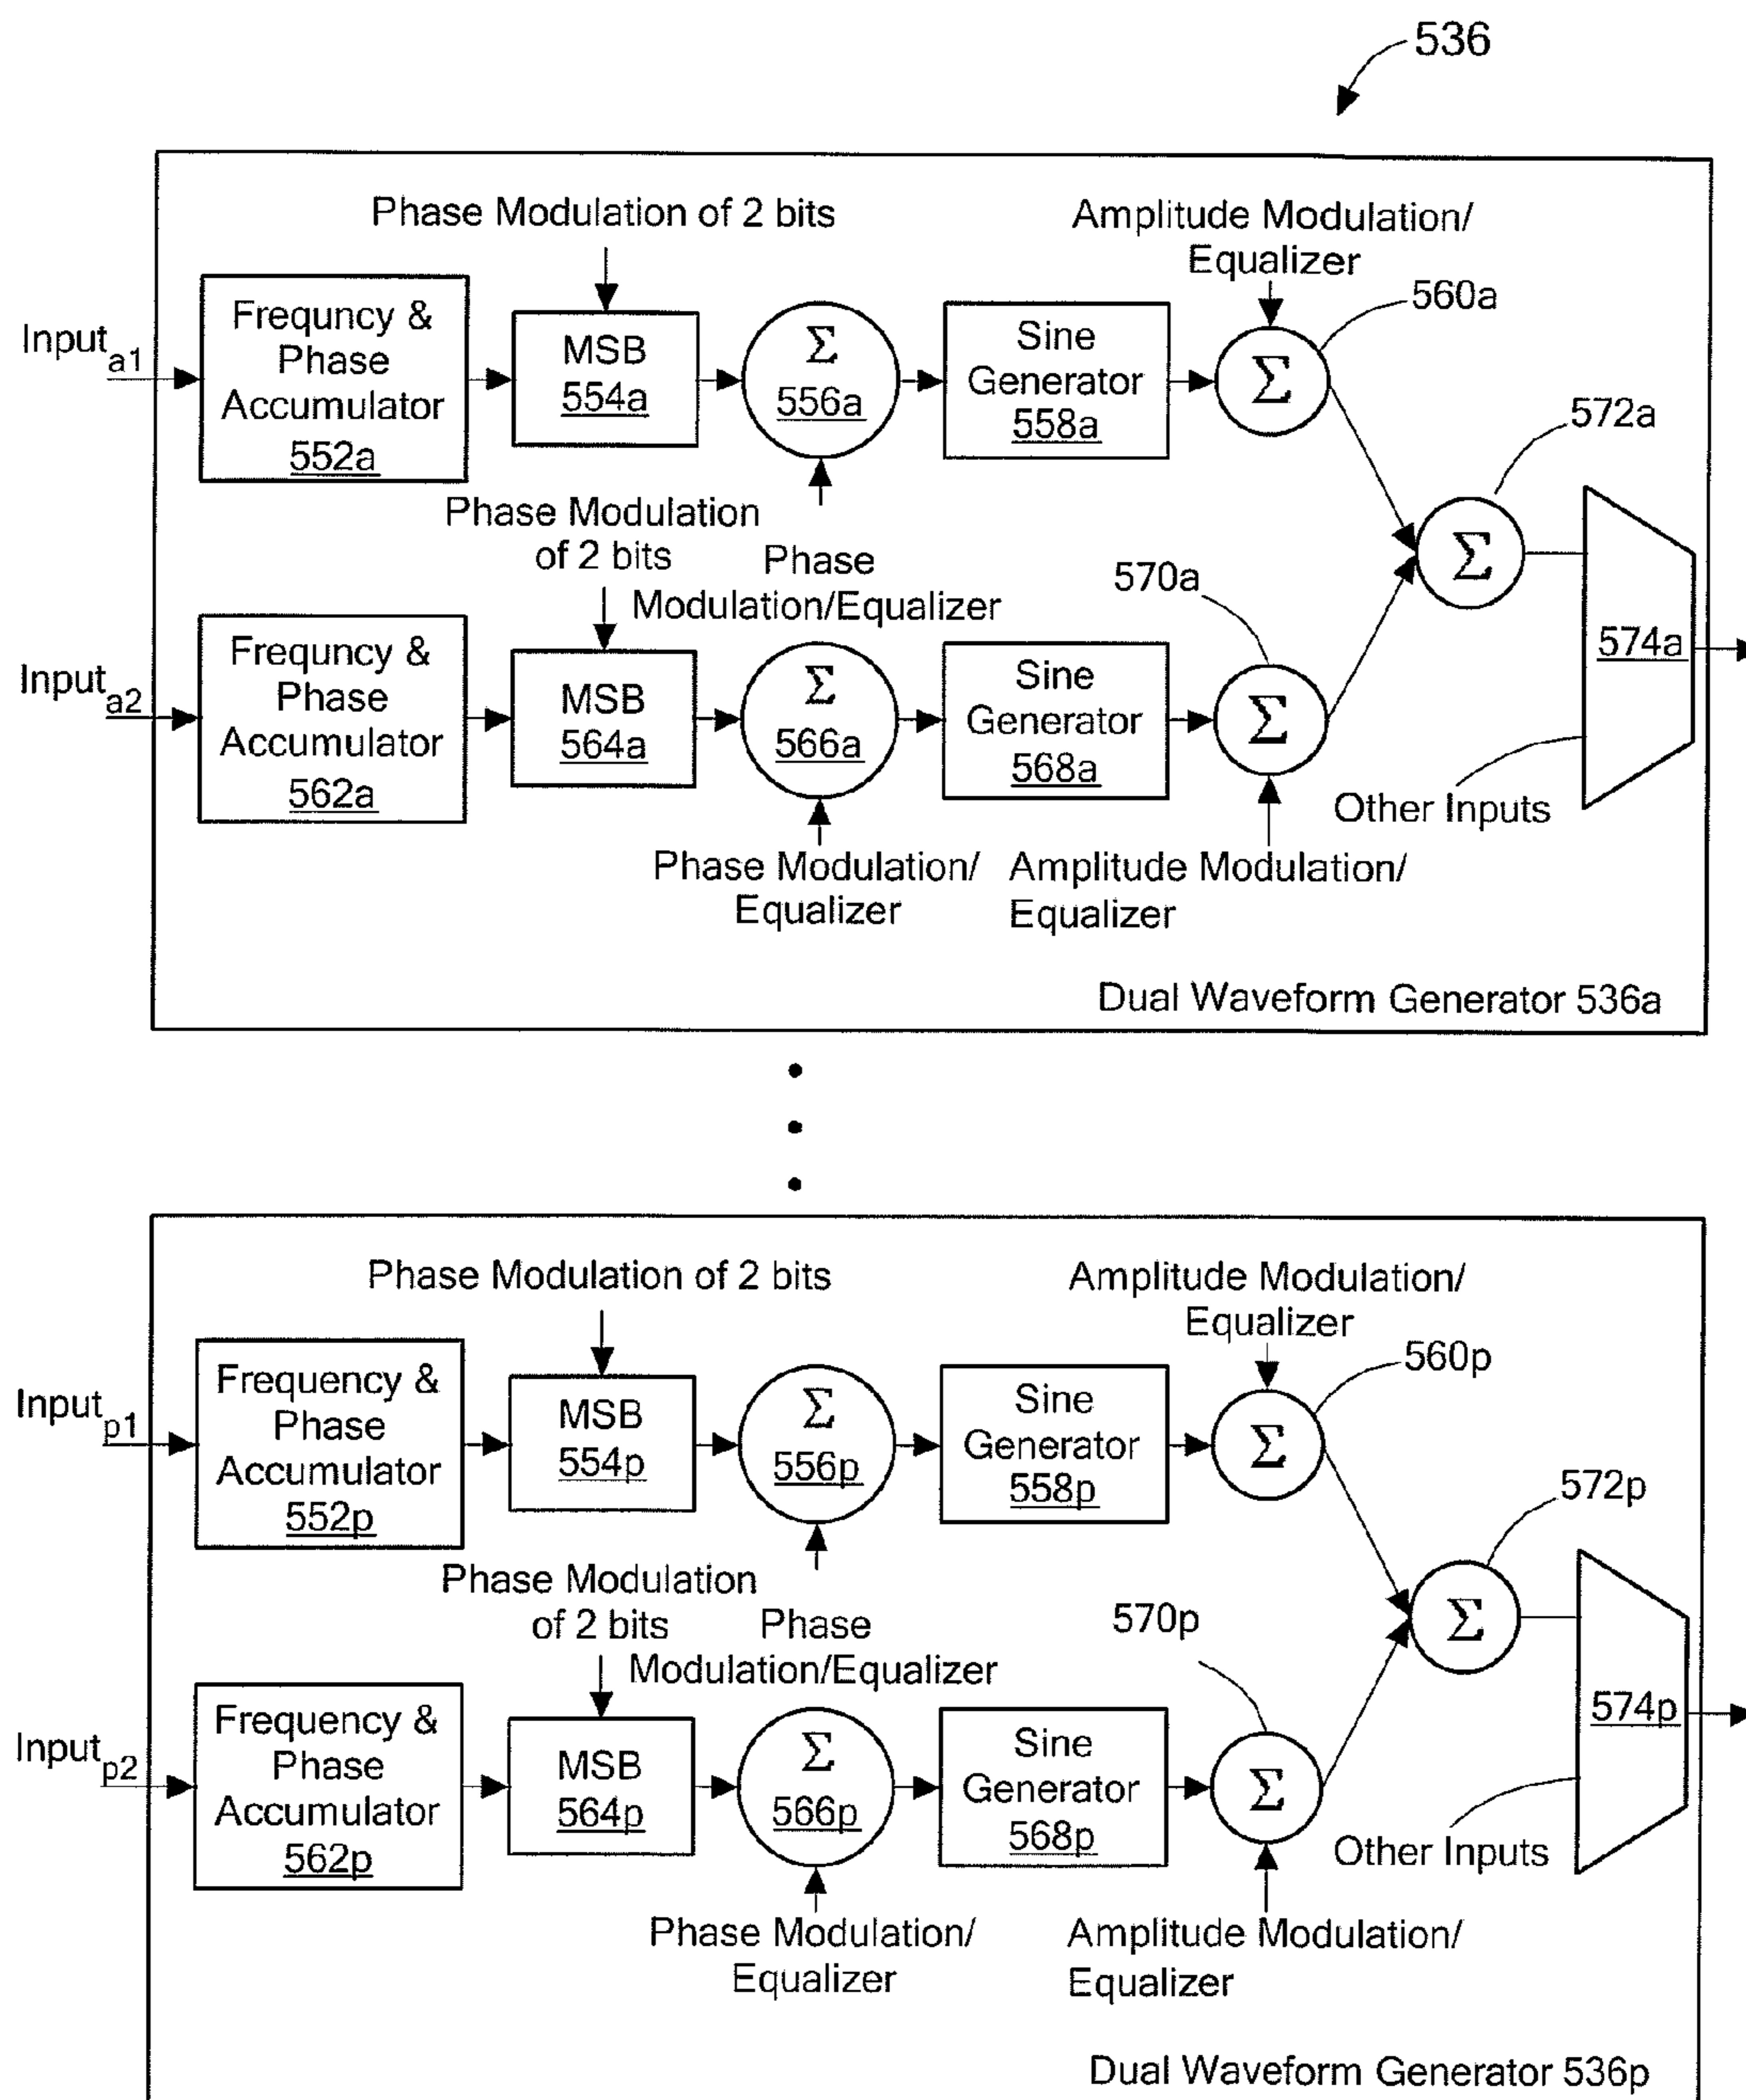 536
Phase Modulation of 2 bits
Amplitude Modulation/
Equalizer
560a
Input a1
Frequncy &
Phase
Accumulator
552a
MSB
554a
Σ
556a
Sine
Generator
558a
Σ
572a
Phase Modulation
of 2 bits
Phase
Modulation/Equalizer
570a
Σ
574a
Input a2
Frequncy &
Phase
Accumulator
562a
MSB
564a
Σ
566a
Sine
Generator
568a
Σ
Other Inputs
Phase Modulation/
Equalizer
Amplitude Modulation/
Equalizer
Dual Waveform Generator 536a
Phase Modulation of 2 bits
Amplitude Modulation/
Equalizer
560p
Input p1
Frequency &
Phase
Accumulator
552p
MSB
554p
Σ
556p
Sine
Generator
558p
Σ
572p
Phase Modulation
of 2 bits
Phase
Modulation/Equalizer
570p
Σ
574p
Input p2
Frequency &
Phase
Accumulator
562p
MSB
564p
Σ
566p
Sine
Generator
568p
Σ
Other Inputs
Phase Modulation/
Equalizer
Amplitude Modulation/
Equalizer
Dual Waveform Generator 536p